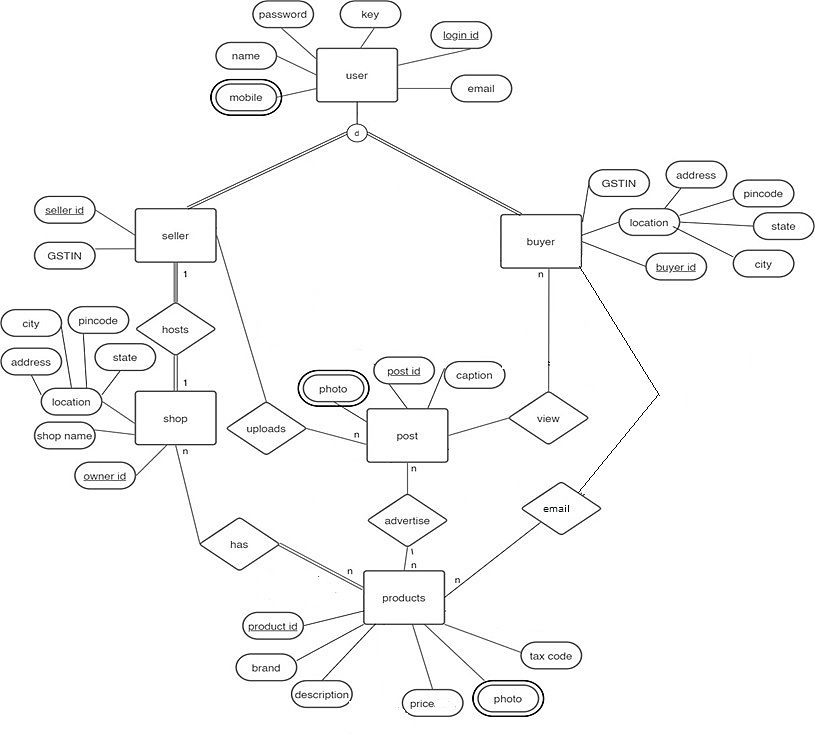 password
key
login id
name
user
email
mobile
d
GSTIN
address
pincode
seller id
location
state
seller
buyer
GSTIN
buyer id
city
1
n
city
pincode
hosts
address
state
post id
caption
1
photo
location
shop
uploads
view
shop name
n
post
n
owner id
n
email
advertise
has
1
n
n
n
products
product id
brand
tax code
description
price
photo